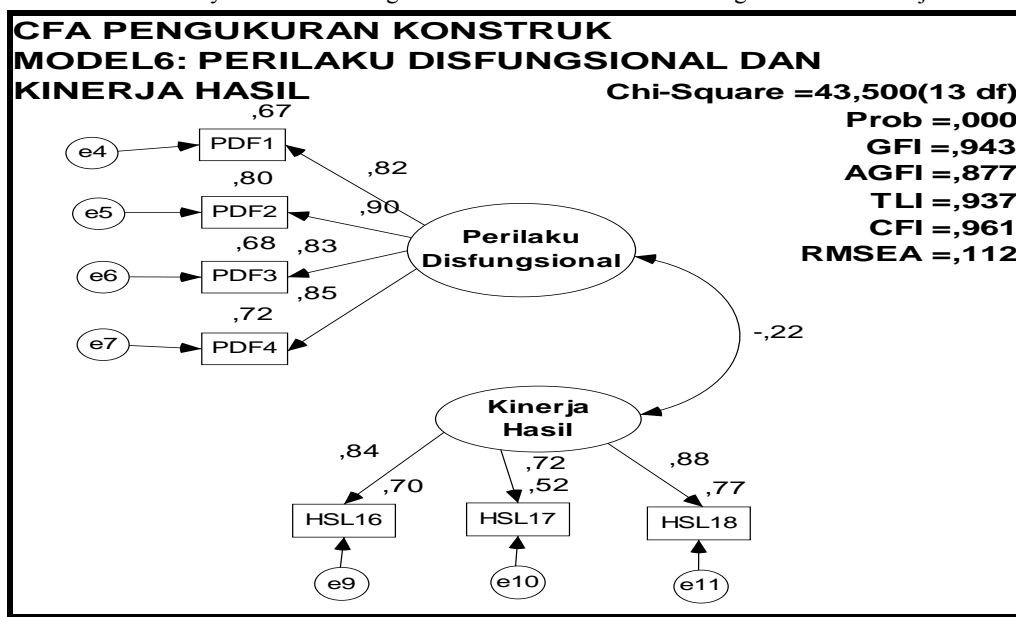 CFA PENGUKURAN KONSTRUK
MODEL6: PERILAKU DISFUNGSIONAL DAN
KINERJA HASIL
Chi-Square =43,500(13 df)
Prob =,000
GFI =,943
AGFI =,877
TLI =,937
CFI =,961
RMSEA =,112
,67
e4
PDF1
,82
,80
e5
PDF2
,90
,68
e6
PDF3
,83
,72
e7
PDF4
,85
Perilaku
Disfungsional
-,22
Kinerja
Hasil
,84
,72
,88
,70
,52
,77
HSL16
HSL17
HSL18
e9
e10
e11